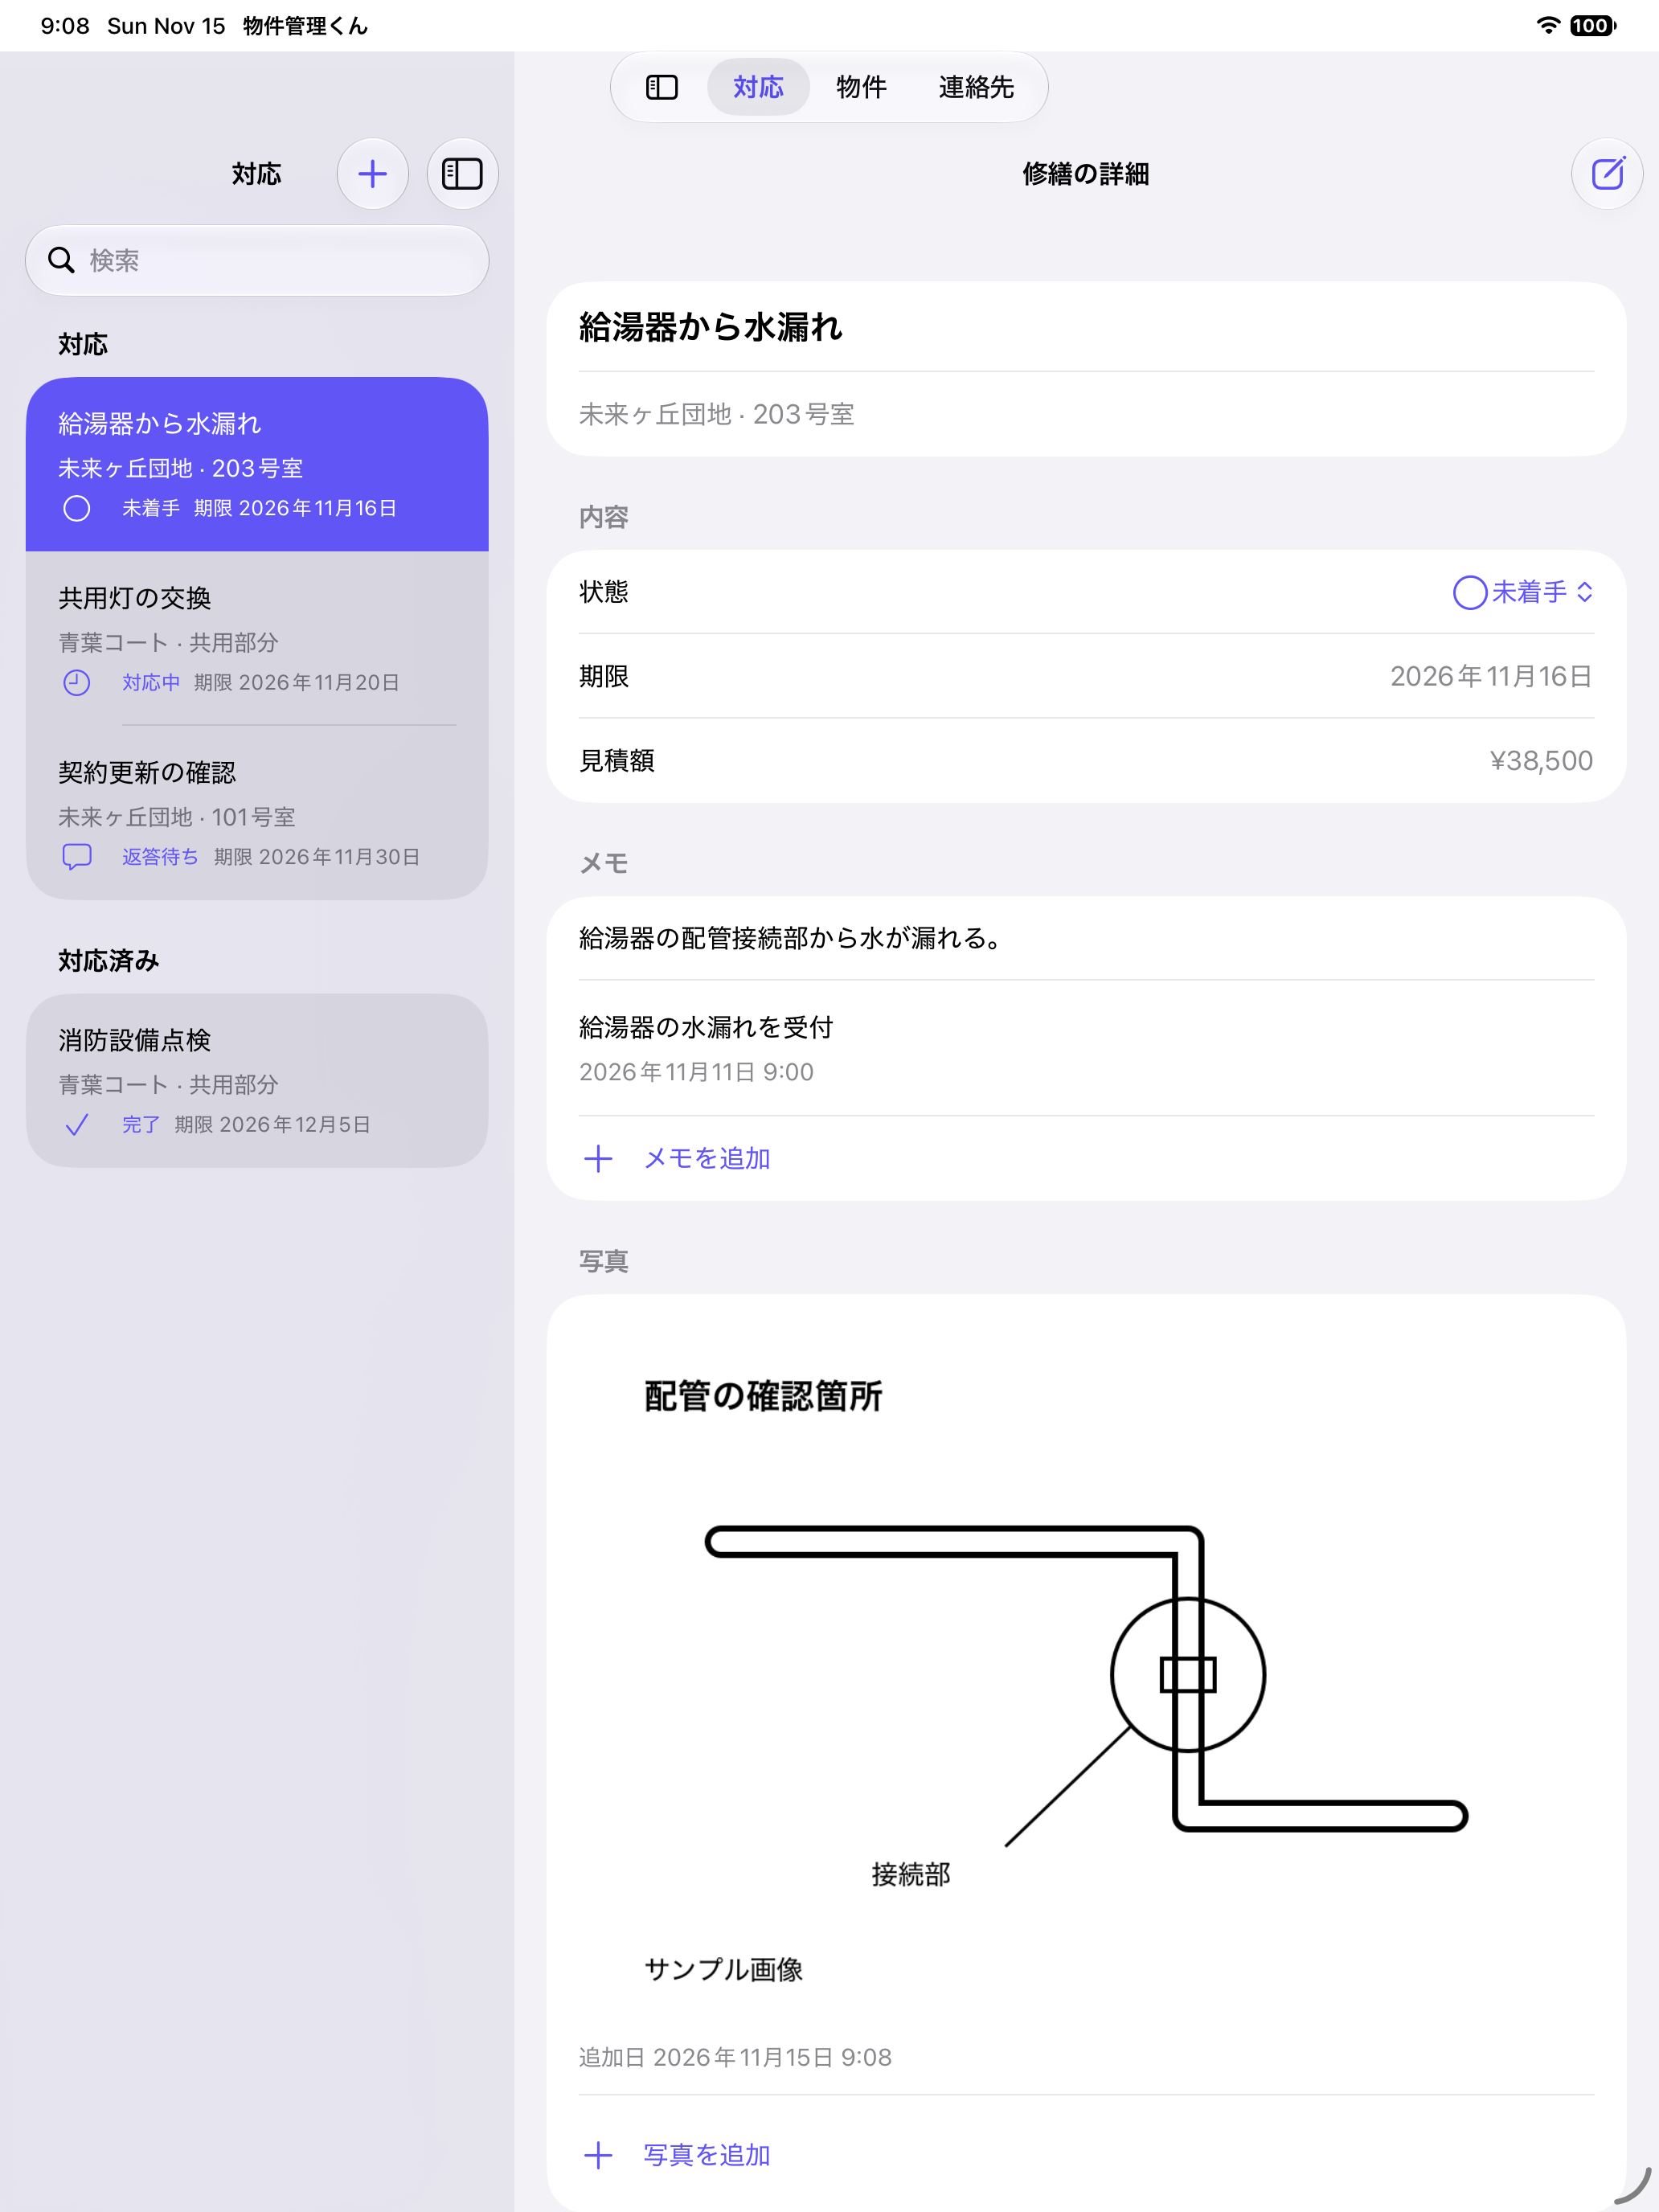 9:08 Sun Nov 15 物件管理くん
100
対応 物件 連絡先
対応
検索
対応
給湯器から水漏れ
未来ヶ丘団地 · 203号室
未着手 期限 2026年11月16日
共用灯の交換
青葉コート · 共用部分
対応中 期限 2026年11月20日
契約更新の確認
未来ヶ丘団地 · 101号室
返答待ち 期限 2026年11月30日
対応済み
消防設備点検
青葉コート · 共用部分
完了 期限 2026年12月5日
修繕の詳細
給湯器から水漏れ
未来ヶ丘団地 · 203号室
内容
状態 未着手
期限 2026年11月16日
見積額 ¥38,500
メモ
給湯器の配管接続部から水が漏れる。
給湯器の水漏れを受付
2026年11月11日 9:00
メモを追加
写真
配管の確認箇所
接続部
サンプル画像
追加日 2026年11月15日 9:08
写真を追加